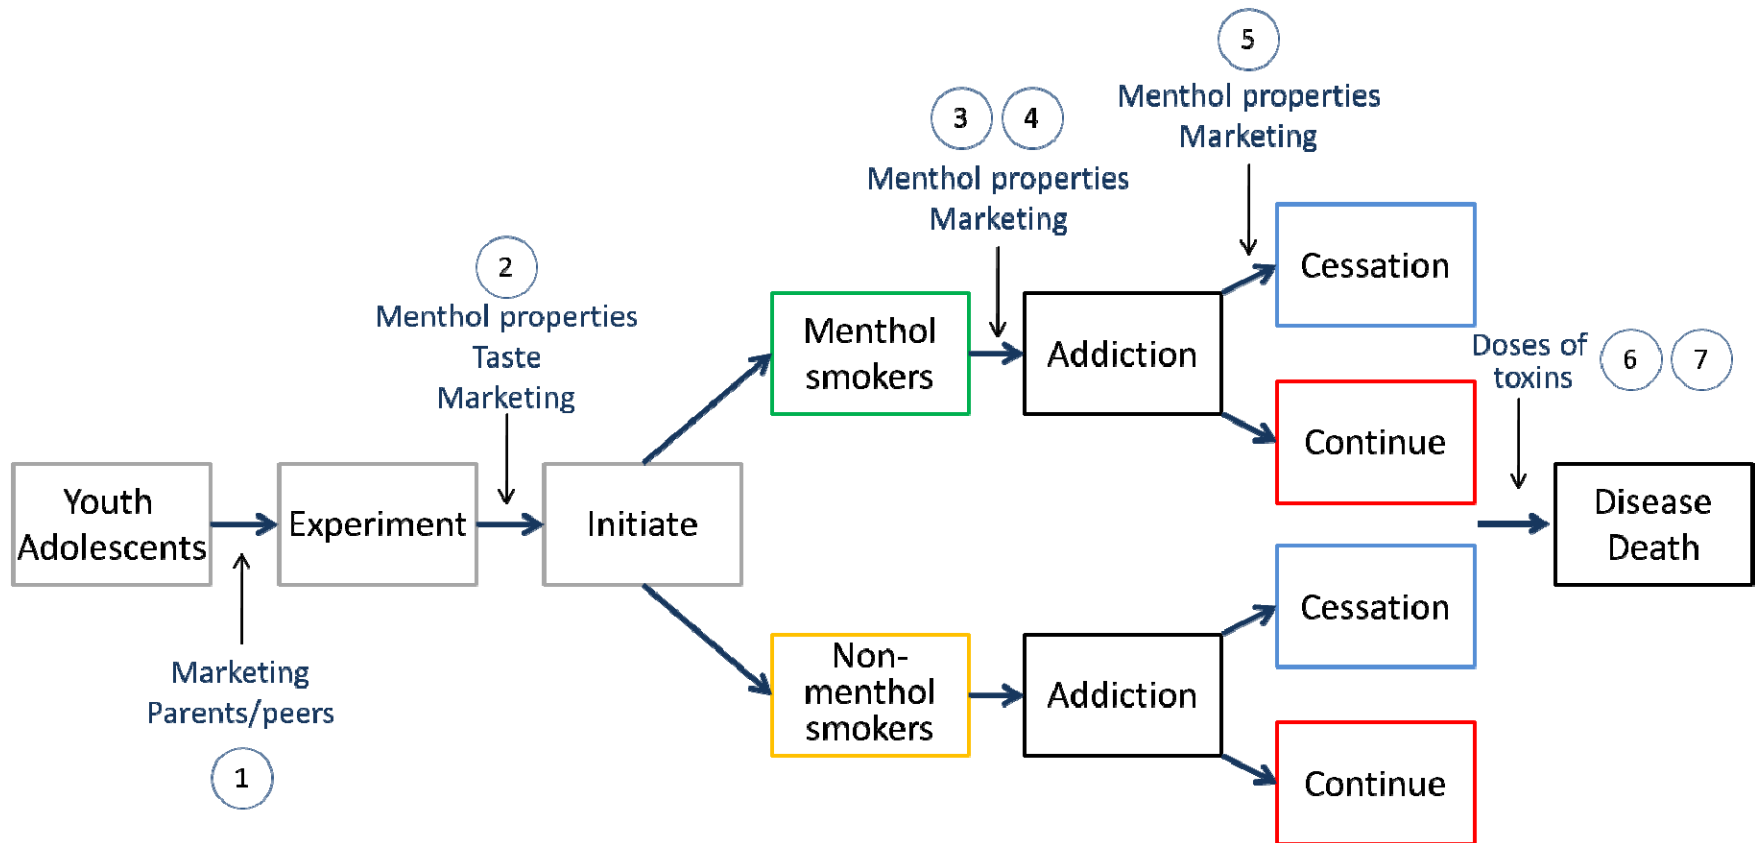 5
Menthol properties
Marketing
3 4
Menthol properties
Marketing
2
Menthol properties
Taste
Marketing
Youth
Adolescents
Experiment
Initiate
Marketing
Parents/peers
1
Menthol
smokers
Addiction
Cessation
Continue
Non-
menthol
smokers
Addiction
Cessation
Continue
Doses of
toxins
6 7
Disease
Death